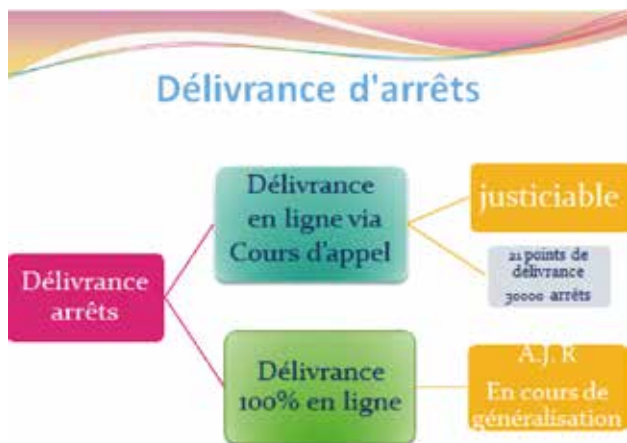 Délivrance d'arrêts
Délivrance
arrêts
Délivrance
en ligne via
Cours d'appel
justiciable
21 points de
délivrance
30000 arrêts
Délivrance
100% en ligne
A.J. R
En cours de
généralisation